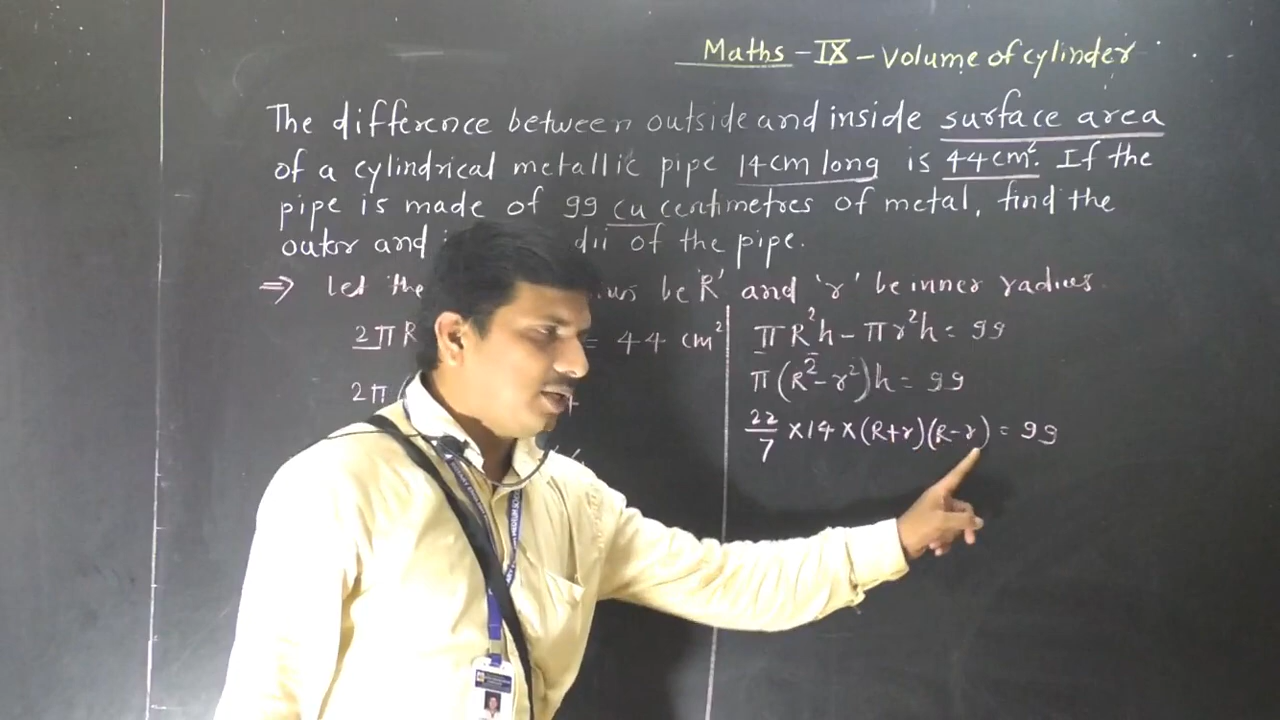 Maths - IX - Volume of cylinder
The difference between outside and inside surface area
of a cylindrical metallic pipe 14cm long is 44cm². If the
pipe is made of 99 cu centimetres of metal, find the
outer and dii of the pipe.
⇒ Let the be 'R' and 'r' be inner radius.
2πR = 44 cm²
πR²h - πr²h = 99
2π(
π(R² - r²)h = 99
22/7 × 14 × (R+r)(R-r) = 99